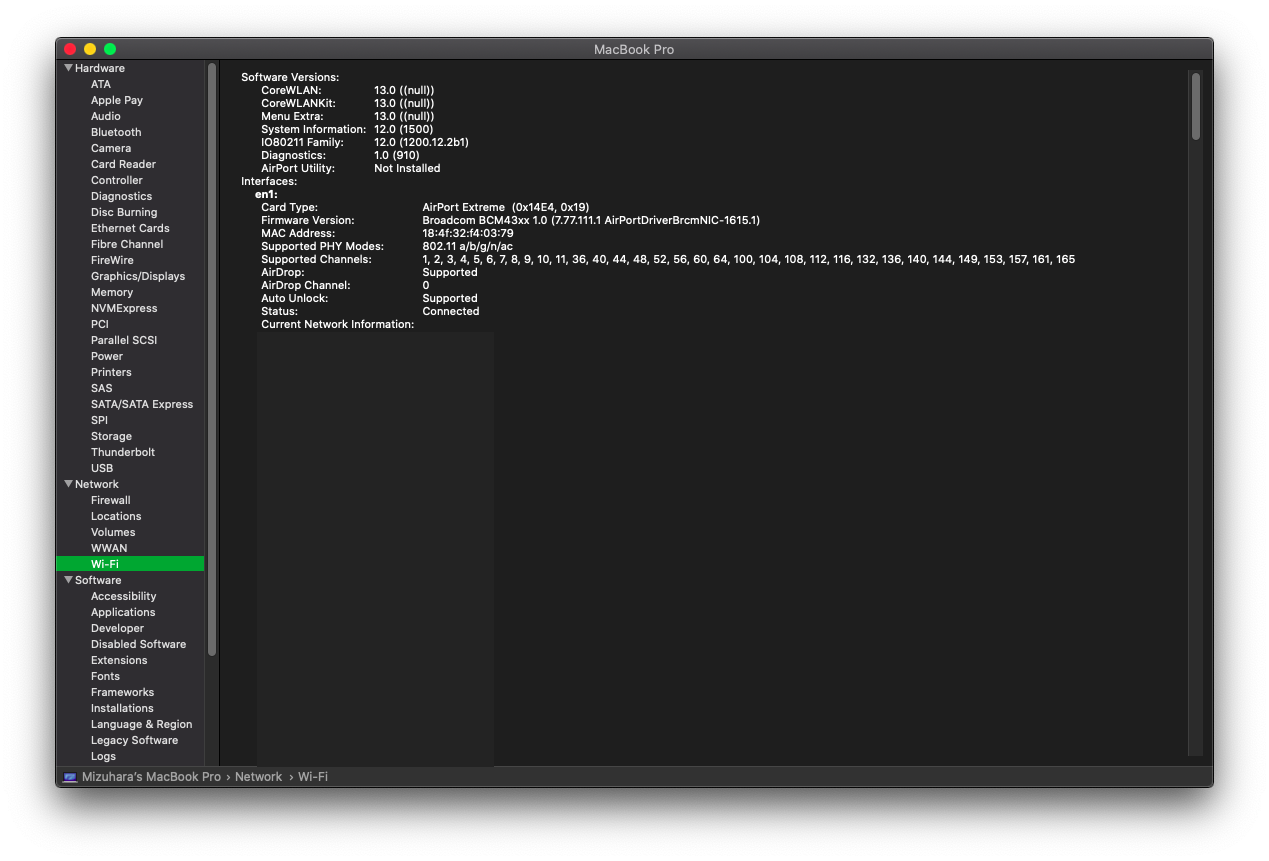 MacBook Pro
Hardware
ATA
Apple Pay
Audio
Bluetooth
Camera
Card Reader
Controller
Diagnostics
Disc Burning
Ethernet Cards
Fibre Channel
FireWire
Graphics/Displays
Memory
NVMExpress
PCI
Parallel SCSI
Power
Printers
SAS
SATA/SATA Express
SPI
Storage
Thunderbolt
USB
Network
Firewall
Locations
Volumes
WWAN
Wi-Fi
Software
Accessibility
Applications
Developer
Disabled Software
Extensions
Fonts
Frameworks
Installations
Language & Region
Legacy Software
Logs
Software Versions:
CoreWLAN: 13.0 ((null))
CoreWLANKit: 13.0 ((null))
Menu Extra: 13.0 ((null))
System Information: 12.0 (1500)
IO80211 Family: 12.0 (1200.12.2b1)
Diagnostics: 1.0 (910)
AirPort Utility: Not Installed
Interfaces:
en1:
Card Type: AirPort Extreme (0x14E4, 0x19)
Firmware Version: Broadcom BCM43xx 1.0 (7.77.111.1 AirPortDriverBrcmNIC-1615.1)
MAC Address: 18:4f:32:f4:03:79
Supported PHY Modes: 802.11 a/b/g/n/ac
Supported Channels: 1, 2, 3, 4, 5, 6, 7, 8, 9, 10, 11, 36, 40, 44, 48, 52, 56, 60, 64, 100, 104, 108, 112, 116, 132, 136, 140, 144, 149, 153, 157, 161, 165
AirDrop: Supported
AirDrop Channel: 0
Auto Unlock: Supported
Status: Connected
Current Network Information:
Mizuhara's MacBook Pro › Network › Wi-Fi